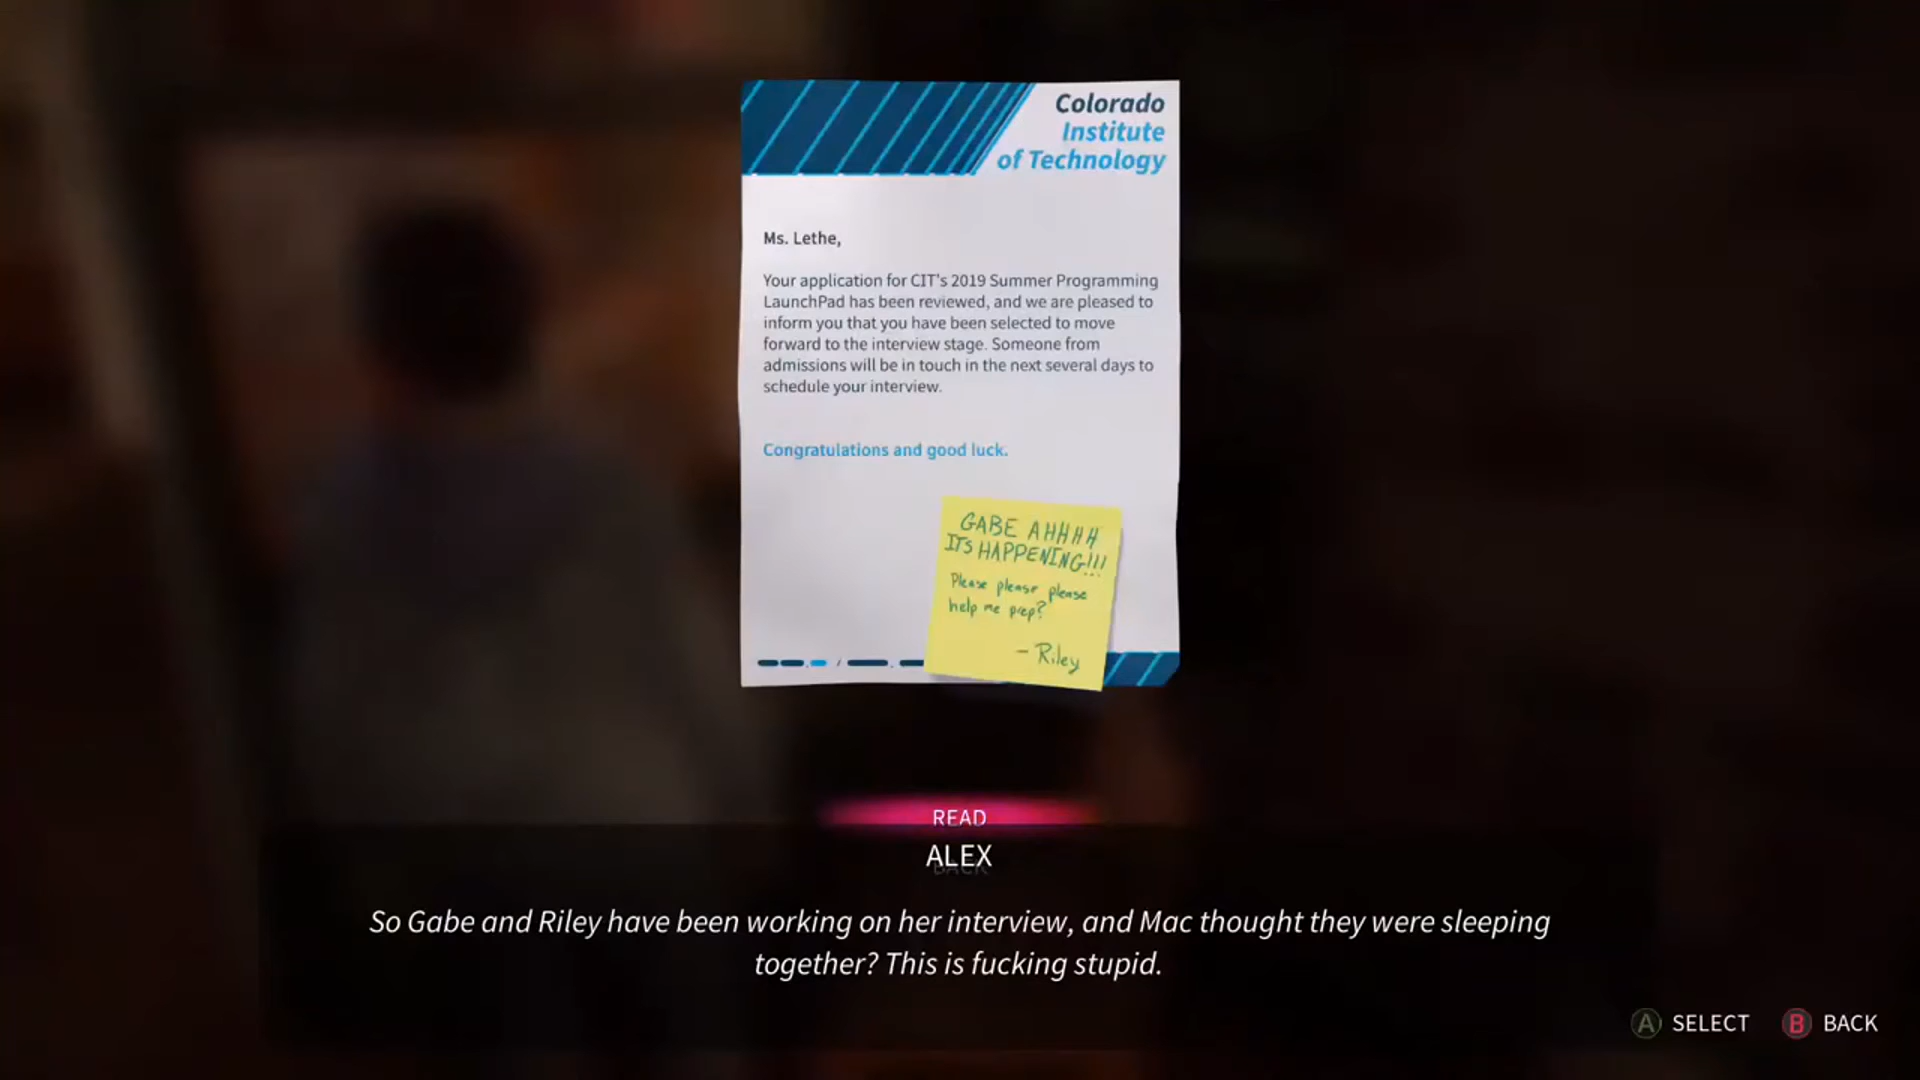 Colorado
Institute
of Technology
Ms. Lethe,
Your application for CIT's 2019 Summer Programming
LaunchPad has been reviewed, and we are pleased to
inform you that you have been selected to move
forward to the interview stage. Someone from
admissions will be in touch in the next several days to
schedule your interview.
Congratulations and good luck.
GABE AHHHH
ITS HAPPENING!!!
Please please please
help me prep?
- Riley
READ
ALEX
BACK
So Gabe and Riley have been working on her interview, and Mac thought they were sleeping
together? This is fucking stupid.
A SELECT B BACK